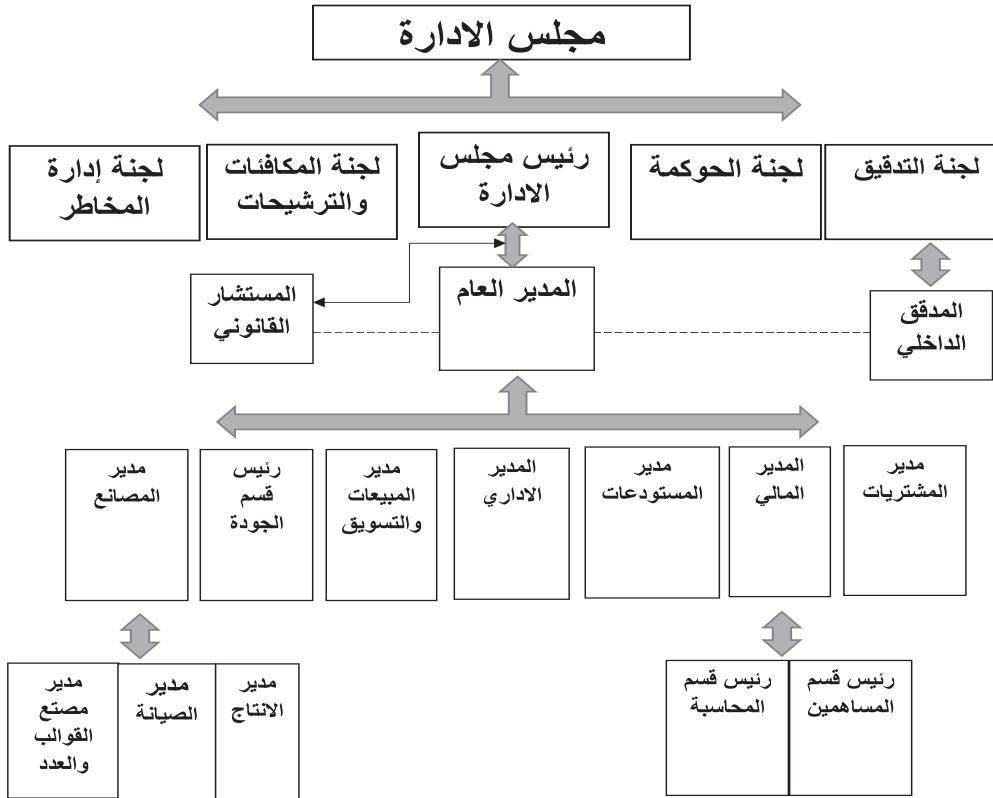 مجلس الادارة
لجنة التدقيق
لجنة الحوكمة
رئيس مجلس
الادارة
لجنة المكافئات
والترشيحات
لجنة إدارة
المخاطر
المدقق
الداخلي
المدير العام
المستشار
القانوني
مدير
المشتريات
المدير
المالي
مدير
المستودعات
المدير
الاداري
مدير
المبيعات
والتسويق
رئيس
قسم
الجودة
مدير
المصانع
رئيس قسم
المساهمين
رئيس قسم
المحاسبة
مدير
الانتاج
مدير
الصيانة
مدير
مصتع
القوالب
والعدد